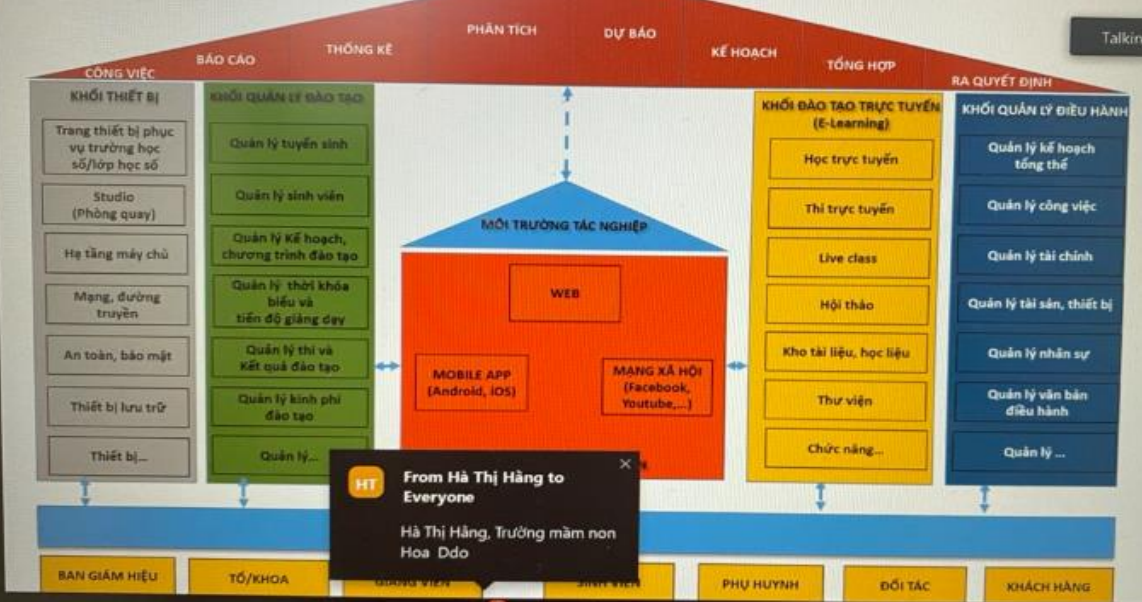 PHÂN TÍCH
DỰ BÁO
THỐNG KÊ
KẾ HOẠCH
BÁO CÁO
TỔNG HỢP
CÔNG VIỆC
RA QUYẾT ĐỊNH
Talkin
KHỐI THIẾT BỊ
Trang thiết bị phục
vụ trường học
số/lớp học số
Studio
(Phòng quay)
Hạ tầng máy chủ
Mạng, đường
truyền
An toàn, bảo mật
Thiết bị lưu trữ
Thiết bị...
KHỐI QUẢN LÝ ĐÀO TẠO
Quản lý tuyển sinh
Quản lý sinh viên
Quản lý Kế hoạch,
chương trình đào tạo
Quản lý thời khóa
biểu và
tiến độ giảng dạy
Quản lý thi và
Kết quả đào tạo
Quản lý kinh phí
đào tạo
Quản lý...
MÔI TRƯỜNG TÁC NGHIỆP
WEB
MOBILE APP
(Android, iOS)
MẠNG XÃ HỘI
(Facebook,
Youtube,...)
KHỐI ĐÀO TẠO TRỰC TUYẾN
(E-Learning)
Học trực tuyến
Thi trực tuyến
Live class
Hội thảo
Kho tài liệu, học liệu
Thư viện
Chức năng...
KHỐI QUẢN LÝ ĐIỀU HÀNH
Quản lý kế hoạch
tổng thể
Quản lý công việc
Quản lý tài chính
Quản lý tài sản, thiết bị
Quản lý nhân sự
Quản lý văn bản
điều hành
Quản lý ...
HT
From Hà Thị Hằng to
Everyone
Hà Thị Hằng, Trường mầm non
Hoa Ddo
BAN GIÁM HIỆU
TỔ/KHOA
GIẢNG VIÊN
SINH VIÊN
PHỤ HUYNH
ĐỐI TÁC
KHÁCH HÀNG